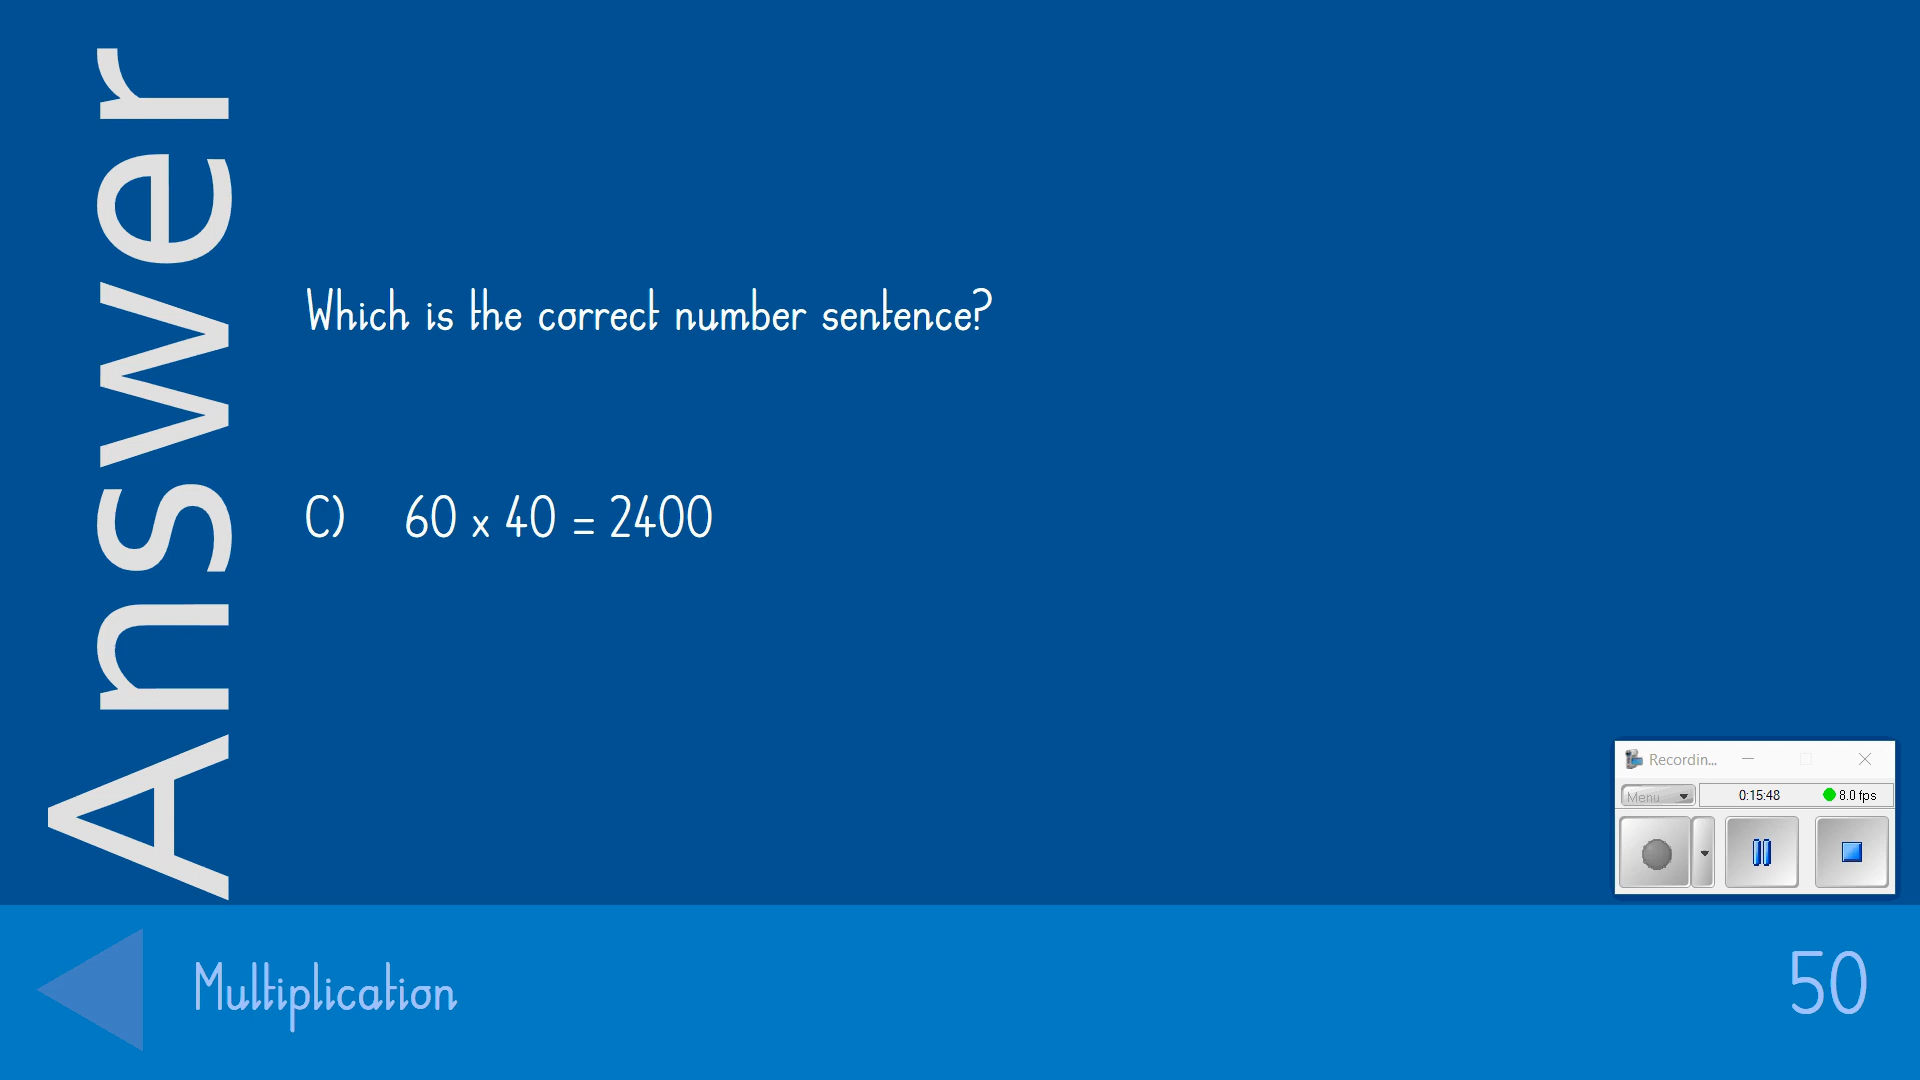 Answer
Which is the correct number sentence?
C) 60 x 40 = 2400
Recordin...
Menu 0:15:48 8.0 fps
Multiplication 50